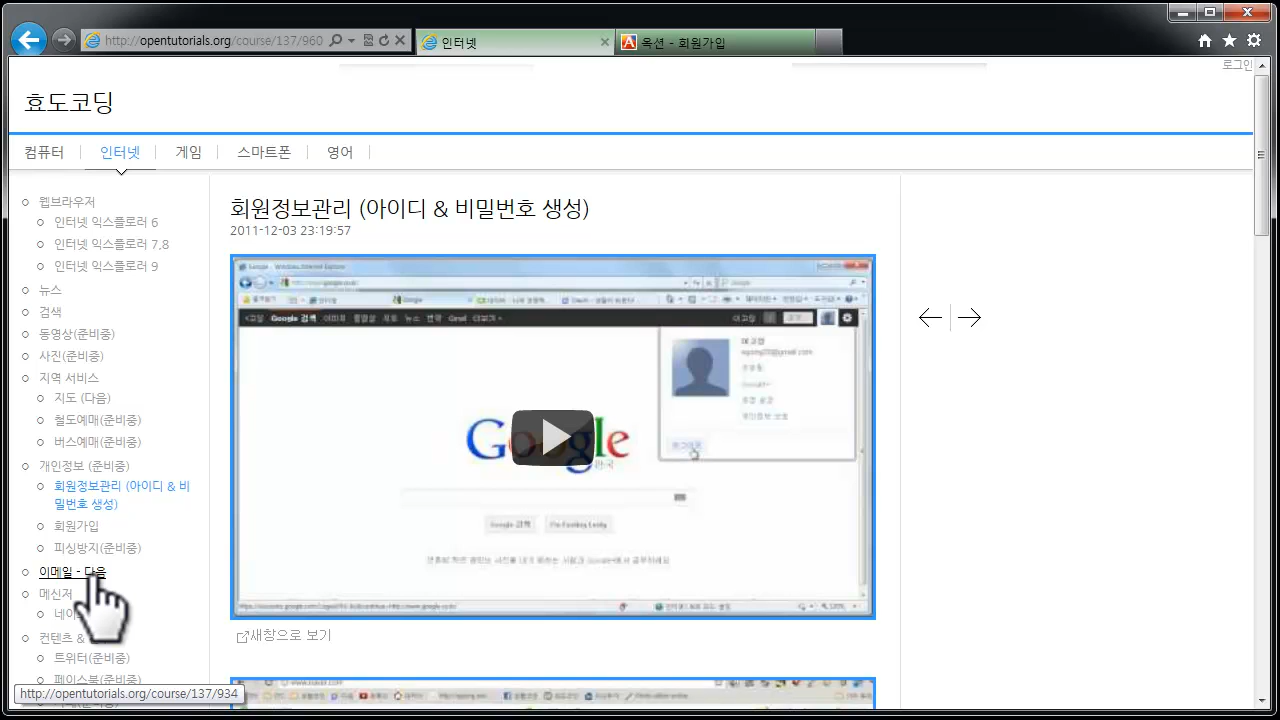 http://opentutorials.org/course/137/960
인터넷
옥션 - 회원가입
로그인
효도코딩
컴퓨터
인터넷
게임
스마트폰
영어
웹브라우저
인터넷 익스플로러 6
인터넷 익스플로러 7,8
인터넷 익스플로러 9
뉴스
검색
동영상(준비중)
사진(준비중)
지역 서비스
지도 (다음)
철도예매(준비중)
버스예매(준비중)
개인정보 (준비중)
회원정보관리 (아이디 & 비
밀번호 생성)
회원가입
피싱방지(준비중)
이메일 - 다음
메신저
컨텐츠 &
트위터(준비중)
페이스북(준비중)
http://opentutorials.org/course/137/934
회원정보관리 (아이디 & 비밀번호 생성)
2011-12-03 23:19:57
Google
한국
Google 검색
I'm Feeling Lucky
새창으로 보기